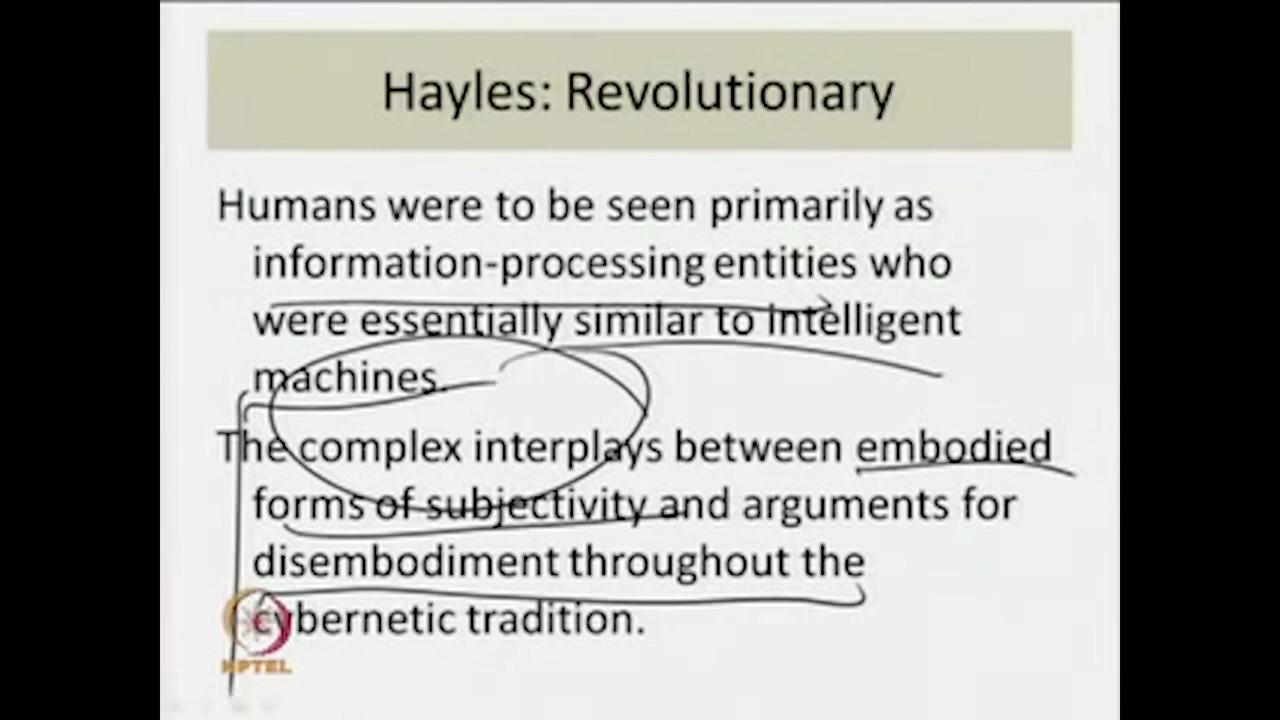 Hayles: Revolutionary
Humans were to be seen primarily as
information-processing entities who
were essentially similar to intelligent
machines.
The complex interplays between embodied
forms of subjectivity and arguments for
disembodiment throughout the
cybernetic tradition.
NPTEL